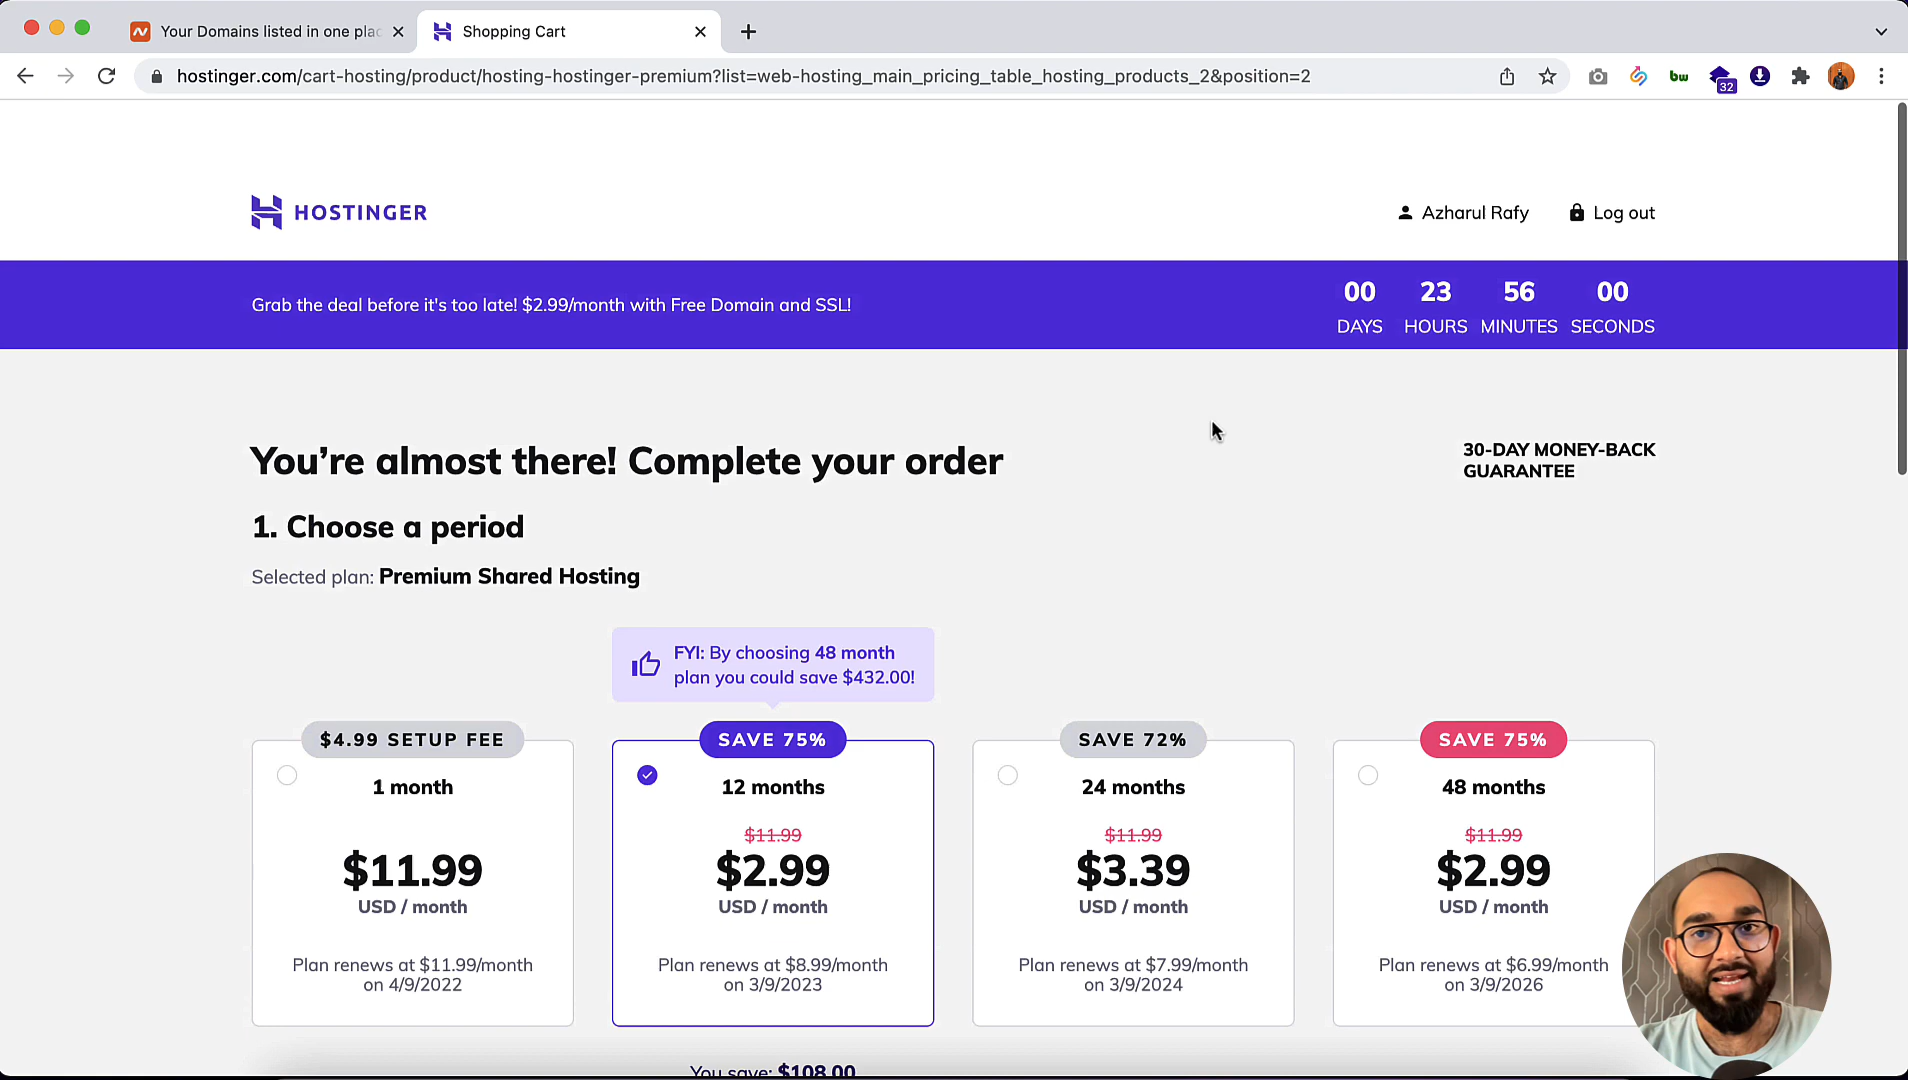 Your Domains listed in one plac
Shopping Cart
hostinger.com/cart-hosting/product/hosting-hostinger-premium?list=web-hosting_main_pricing_table_hosting_products_2&position=2
bw
32
HOSTINGER
Azharul Rafy
Log out
Grab the deal before it's too late! $2.99/month with Free Domain and SSL!
00 23 56 00
DAYS HOURS MINUTES SECONDS
You're almost there! Complete your order
30-DAY MONEY-BACK
GUARANTEE
1. Choose a period
Selected plan: Premium Shared Hosting
FYI: By choosing 48 month
plan you could save $432.00!
$4.99 SETUP FEE
1 month
$11.99
USD / month
Plan renews at $11.99/month
on 4/9/2022
SAVE 75%
12 months
$11.99
$2.99
USD / month
Plan renews at $8.99/month
on 3/9/2023
SAVE 72%
24 months
$11.99
$3.39
USD / month
Plan renews at $7.99/month
on 3/9/2024
SAVE 75%
48 months
$11.99
$2.99
USD / month
Plan renews at $6.99/month
on 3/9/2026
You save: $108.00